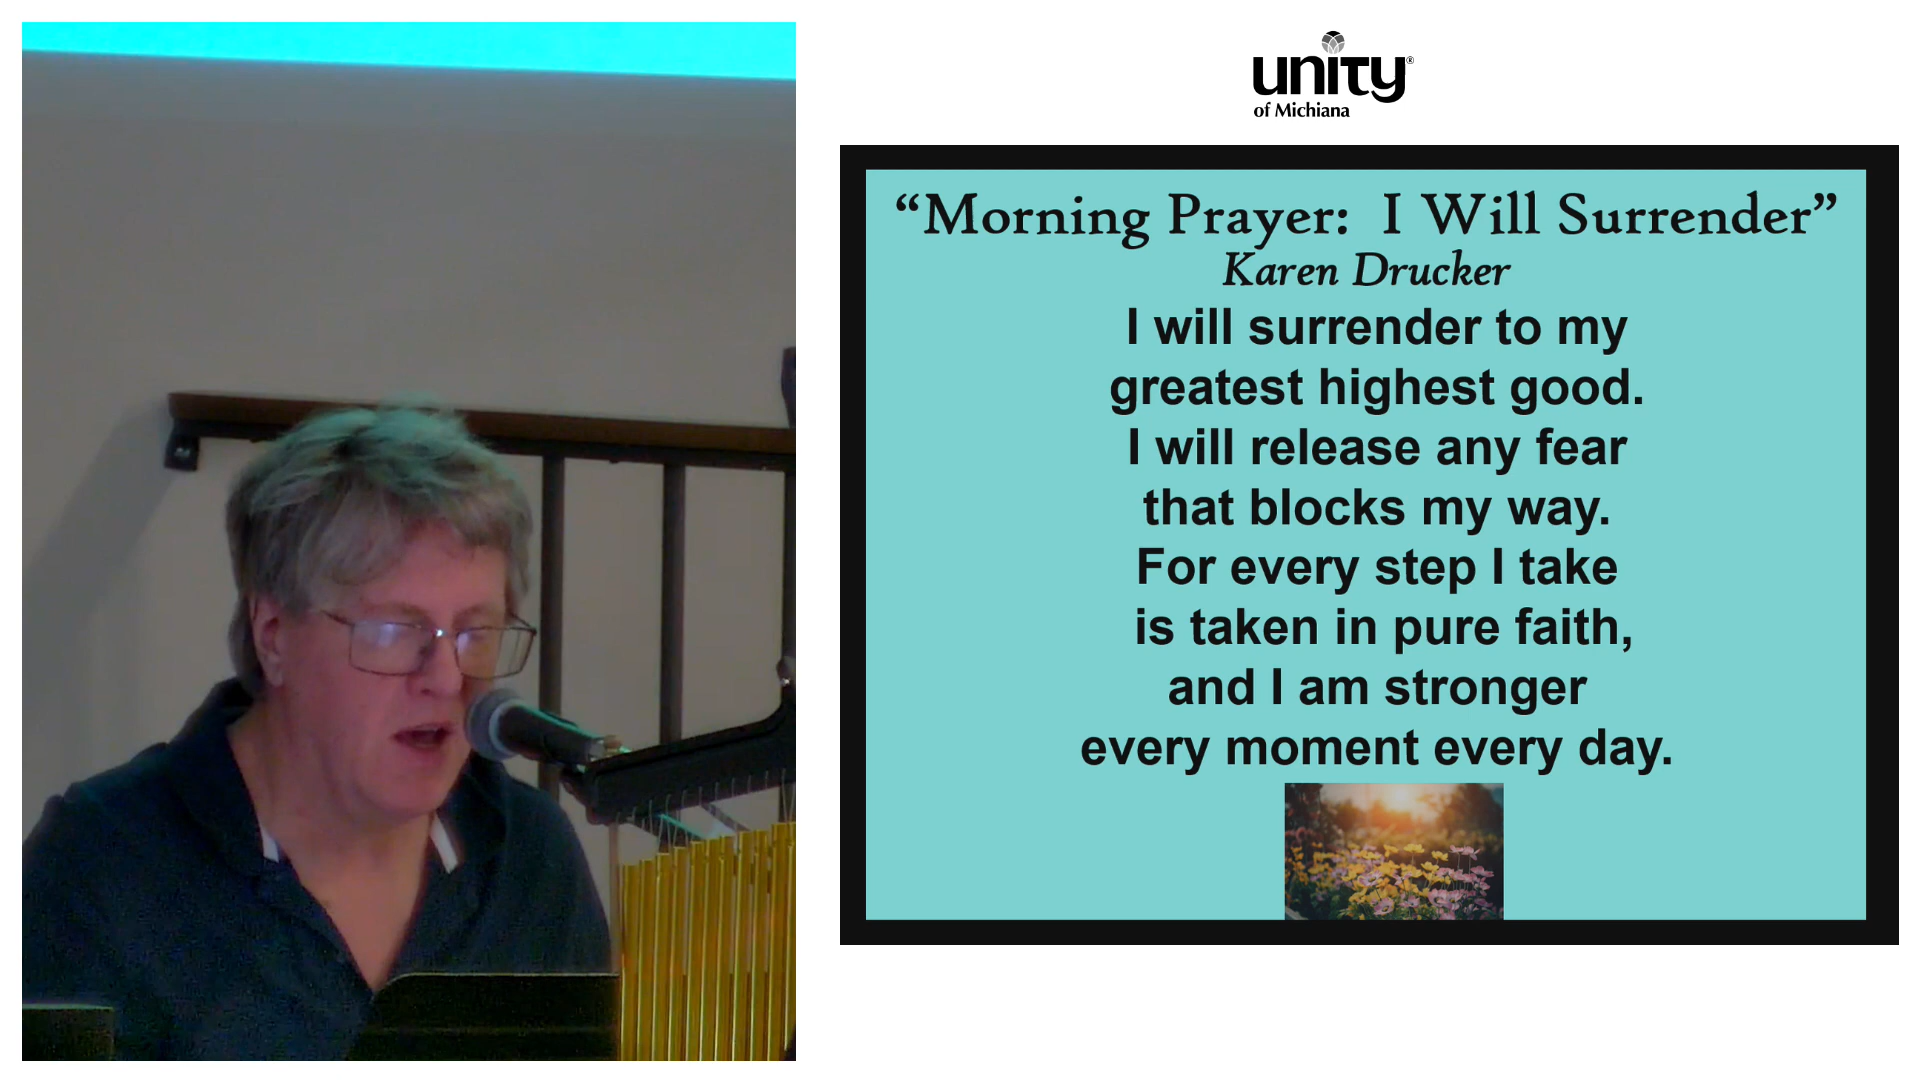 unity®
of Michiana
“Morning Prayer: I Will Surrender”
Karen Drucker
I will surrender to my
greatest highest good.
I will release any fear
that blocks my way.
For every step I take
is taken in pure faith,
and I am stronger
every moment every day.